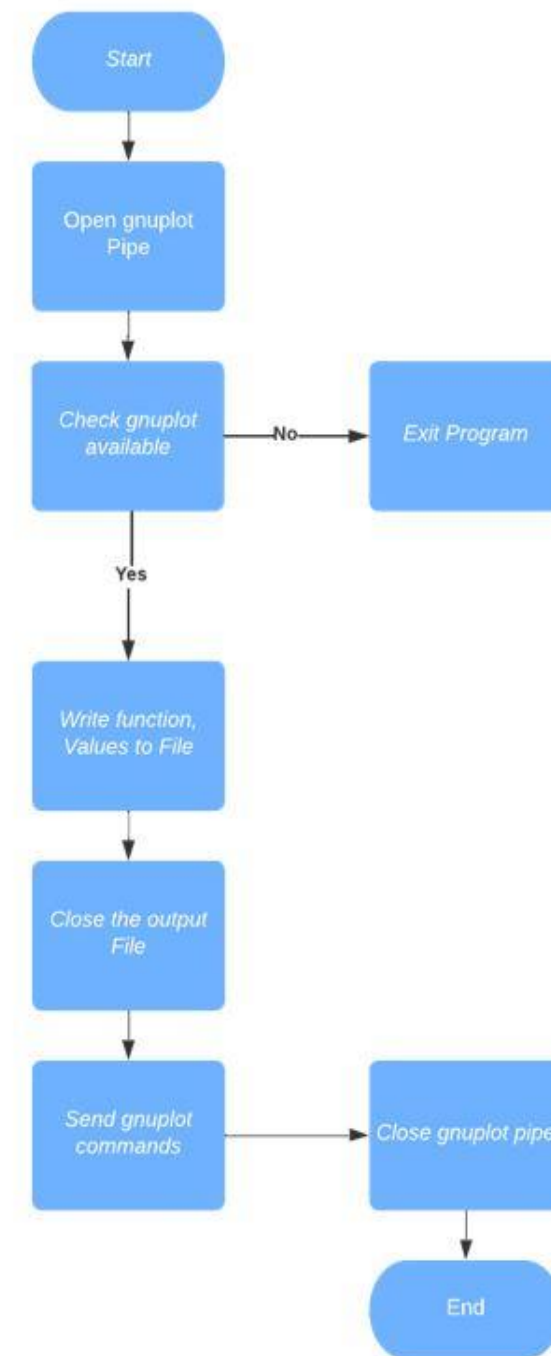 Start
Open gnuplot
Pipe
Check gnuplot
available
No
Exit Program
Yes
Write function,
Values to File
Close the output
File
Send gnuplot
commands
Close gnuplot pipe
End